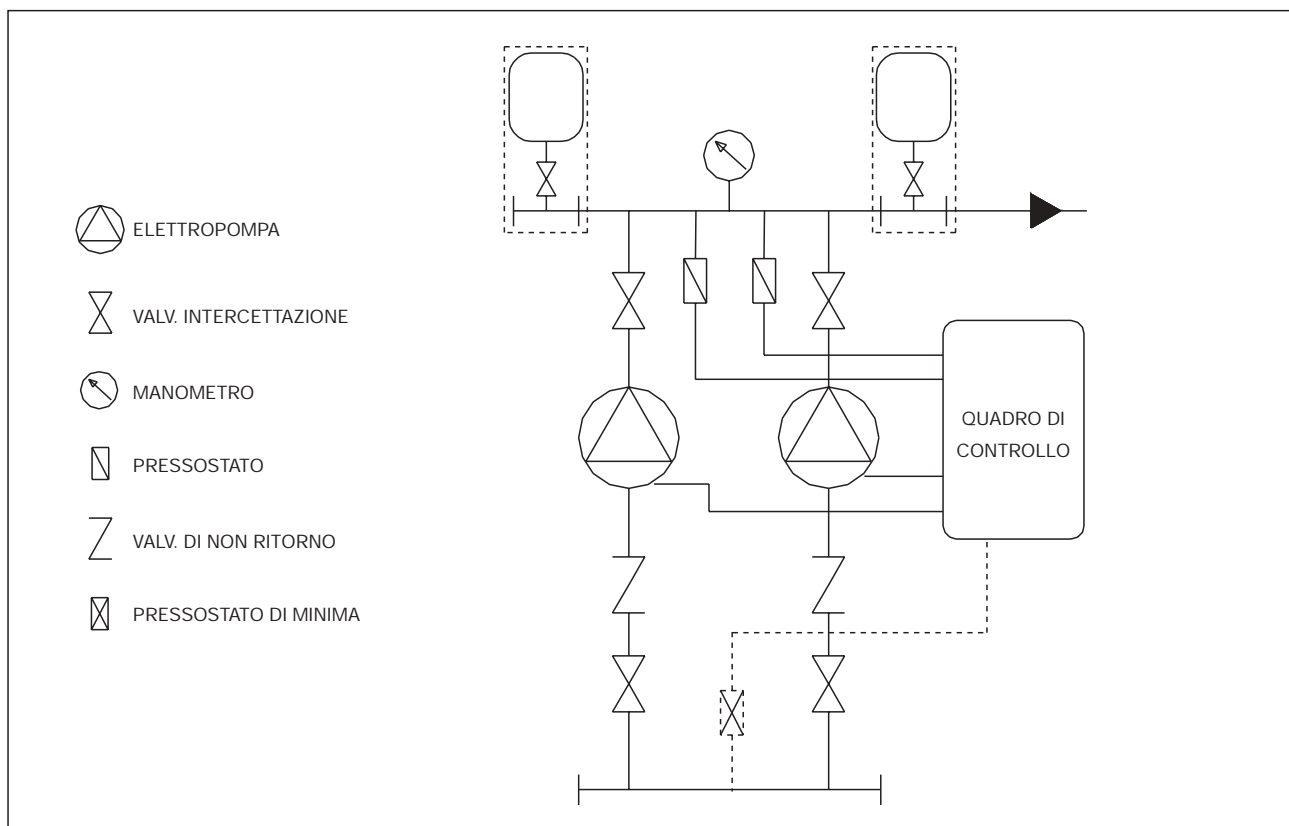 ELETTROPOMPA
VALV. INTERCETTAZIONE
MANOMETRO
PRESSOSTATO
VALV. DI NON RITORNO
PRESSOSTATO DI MINIMA
QUADRO DI
CONTROLLO